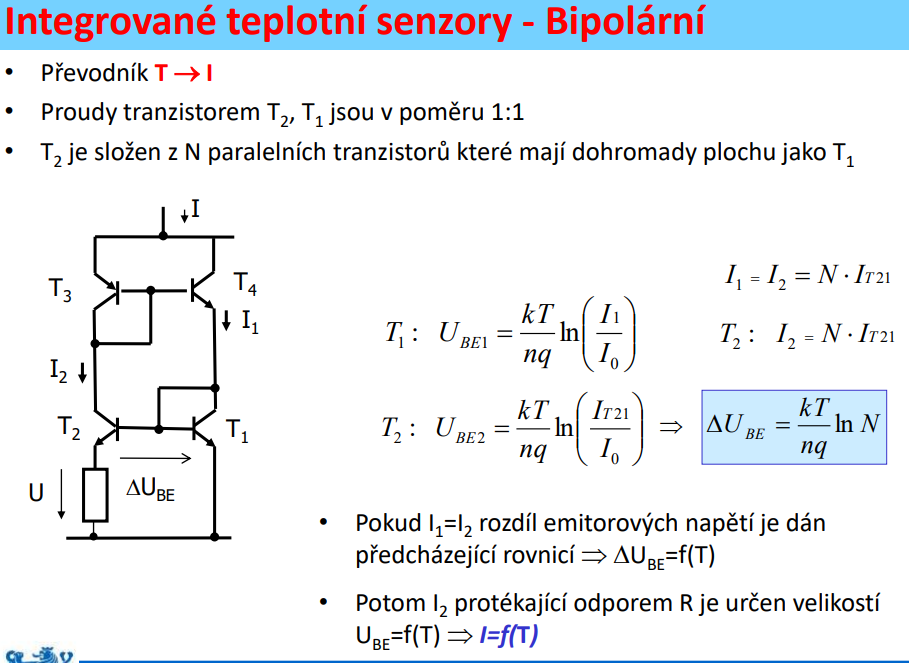 Integrované teplotní senzory - Bipolární
• Převodník T → I
• Proudy tranzistorem T2, T1 jsou v poměru 1:1
• T2 je složen z N paralelních tranzistorů které mají dohromady plochu jako T1
I
T3
T4
I1
I2
T2
T1
U
ΔUBE
I1 = I2 = N · IT21
T1 : UBE1 = kT/nq ln(I1/I0)
T2 : I2 = N · IT21
T2 : UBE2 = kT/nq ln(IT21/I0) ⇒ ΔUBE = kT/nq ln N
• Pokud I1=I2 rozdíl emitorových napětí je dán
předcházející rovnicí ⇒ ΔUBE=f(T)
• Potom I2 protékající odporem R je určen velikostí
UBE=f(T) ⇒ I=f(T)